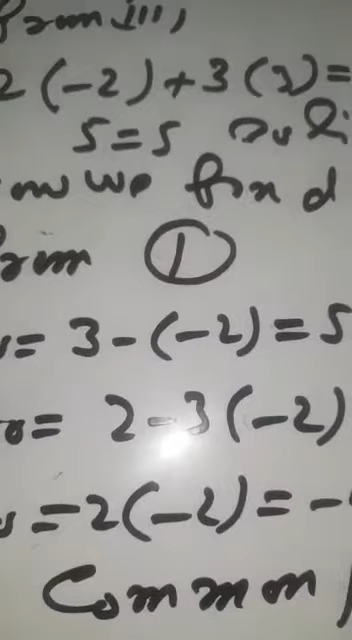 from III,
2(-2)+3(3)=
5=5
now we find d
from ①
= 3-(-2)=5
= 2-3(-2)
=-2(-2)=-
Common